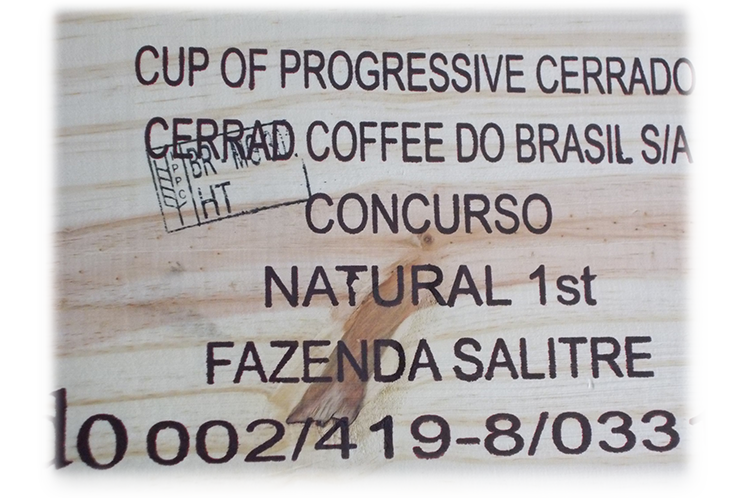 CUP OF PROGRESSIVE CERRADO
CERRAD. COFFEE DO BRASIL S/A
BR
HT
CONCURSO
NATURAL 1st
FAZENDA SALITRE
002/419-8/033